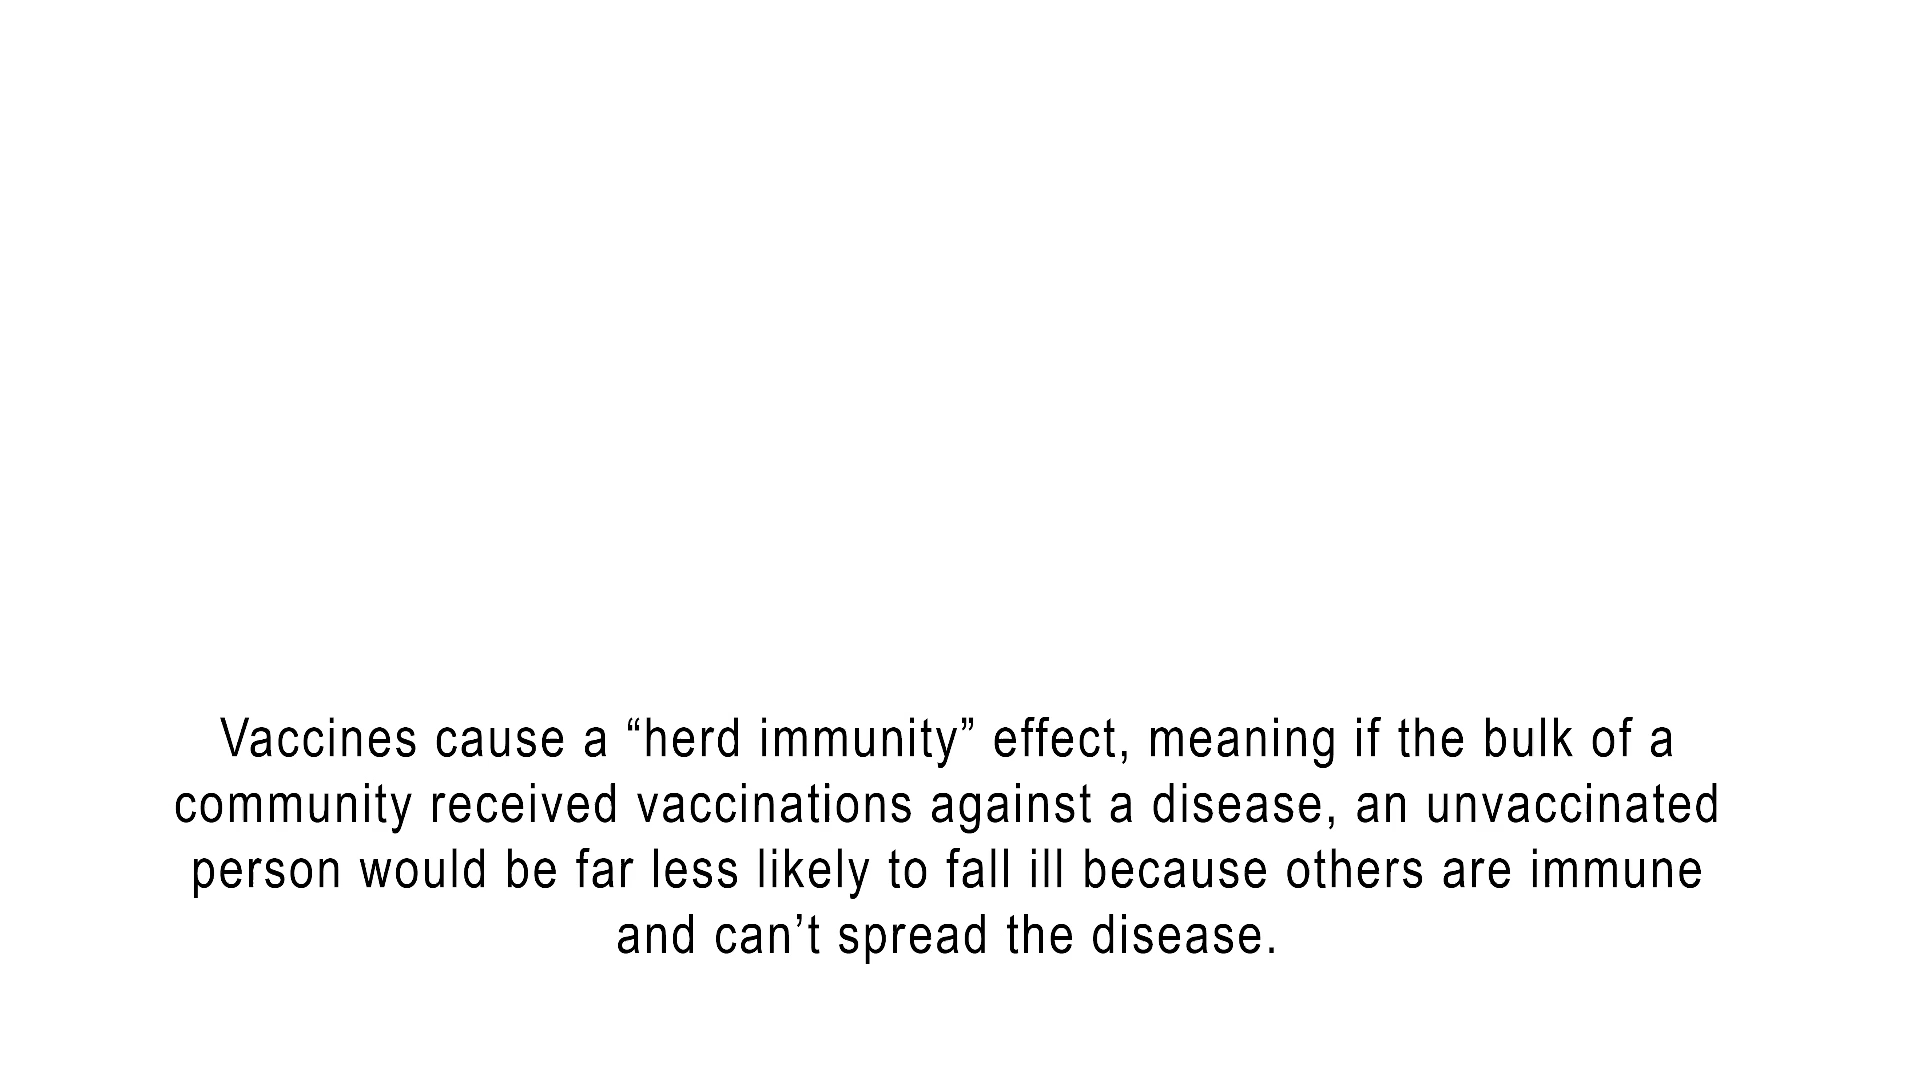 Vaccines cause a “herd immunity” effect, meaning if the bulk of a
community received vaccinations against a disease, an unvaccinated
person would be far less likely to fall ill because others are immune
and can’t spread the disease.